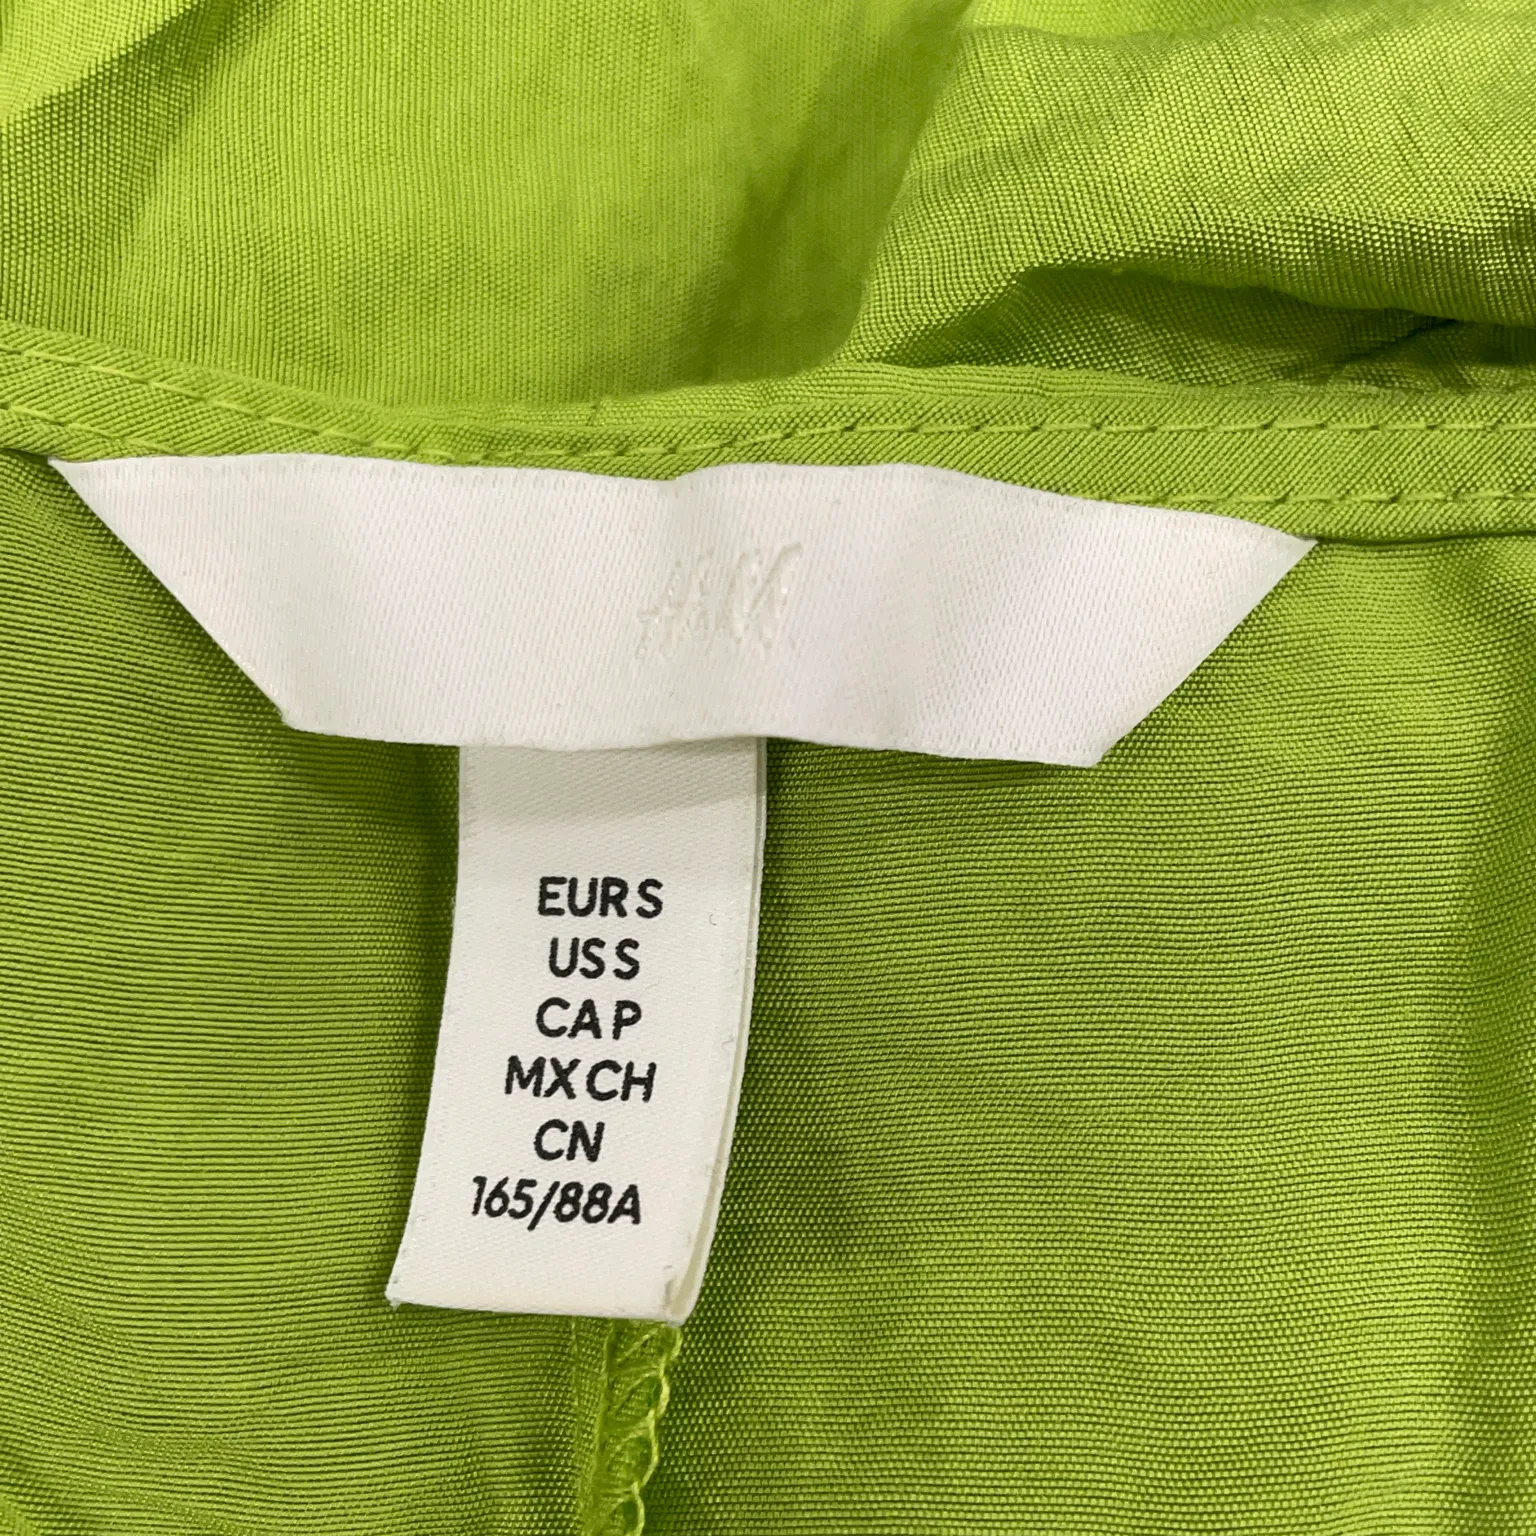 H&M
EUR S
US S
CA P
MX CH
CN
165/88A